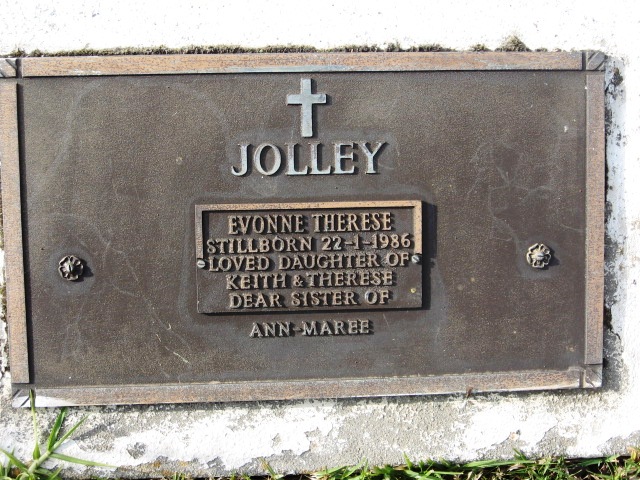 JOLLEY
EVONNE THERESE
STILLBORN 22-1-1986
LOVED DAUGHTER OF
KEITH & THERESE
DEAR SISTER OF
ANN-MAREE